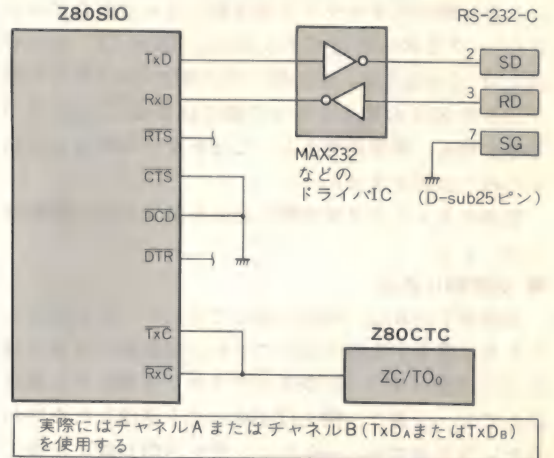 Z80SIO
RS-232-C
TxD
2 SD
RxD
3 RD
RTS
7 SG
MAX232
などの
ドライバIC
(D-sub25ピン)
CTS
DCD
DTR
TxC
Z80CTC
RxC
ZC/TO₀
実際にはチャネルAまたはチャネルB(TxDAまたはTxDB)
を使用する